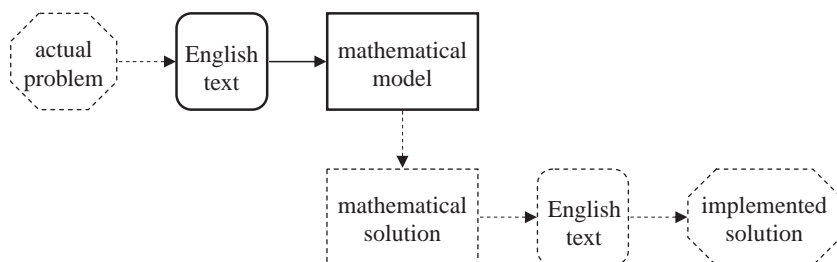 actual
problem
English
text
mathematical
model
mathematical
solution
English
text
implemented
solution